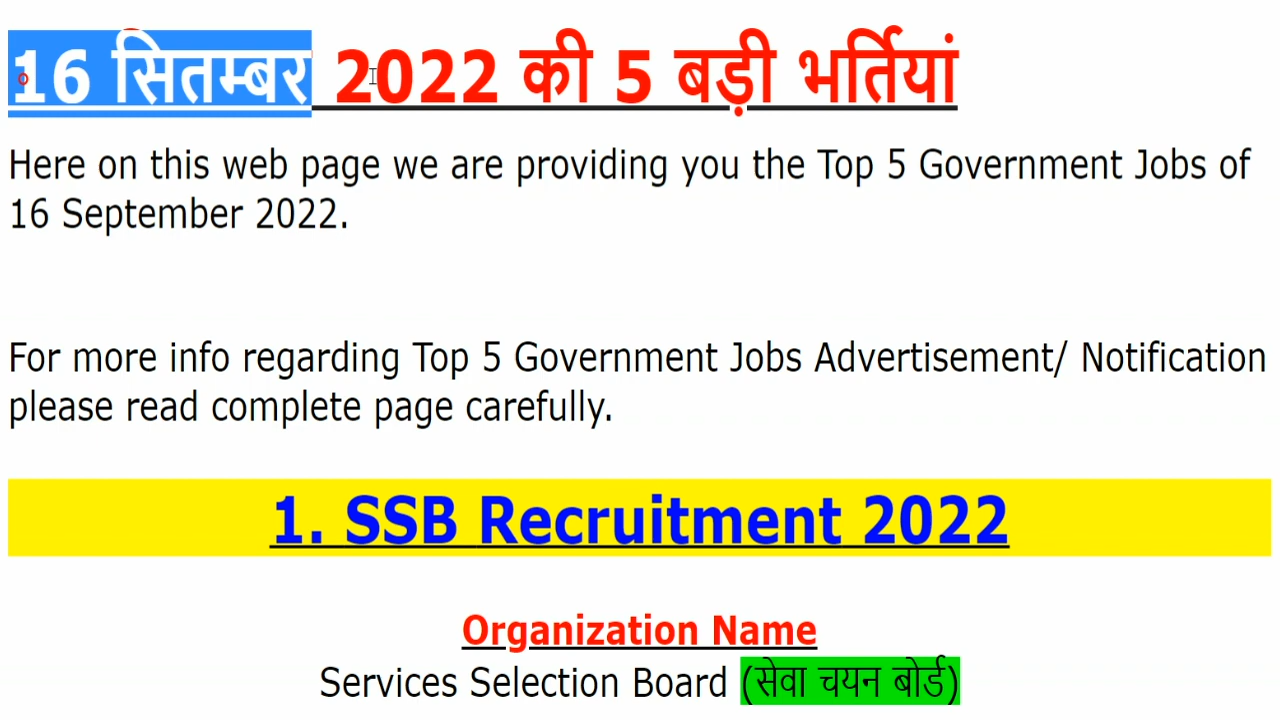 16 सितम्बर 2022 की 5 बड़ी भर्तियां
Here on this web page we are providing you the Top 5 Government Jobs of
16 September 2022.
For more info regarding Top 5 Government Jobs Advertisement/ Notification
please read complete page carefully.
1. SSB Recruitment 2022
Organization Name
Services Selection Board (सेवा चयन बोर्ड)